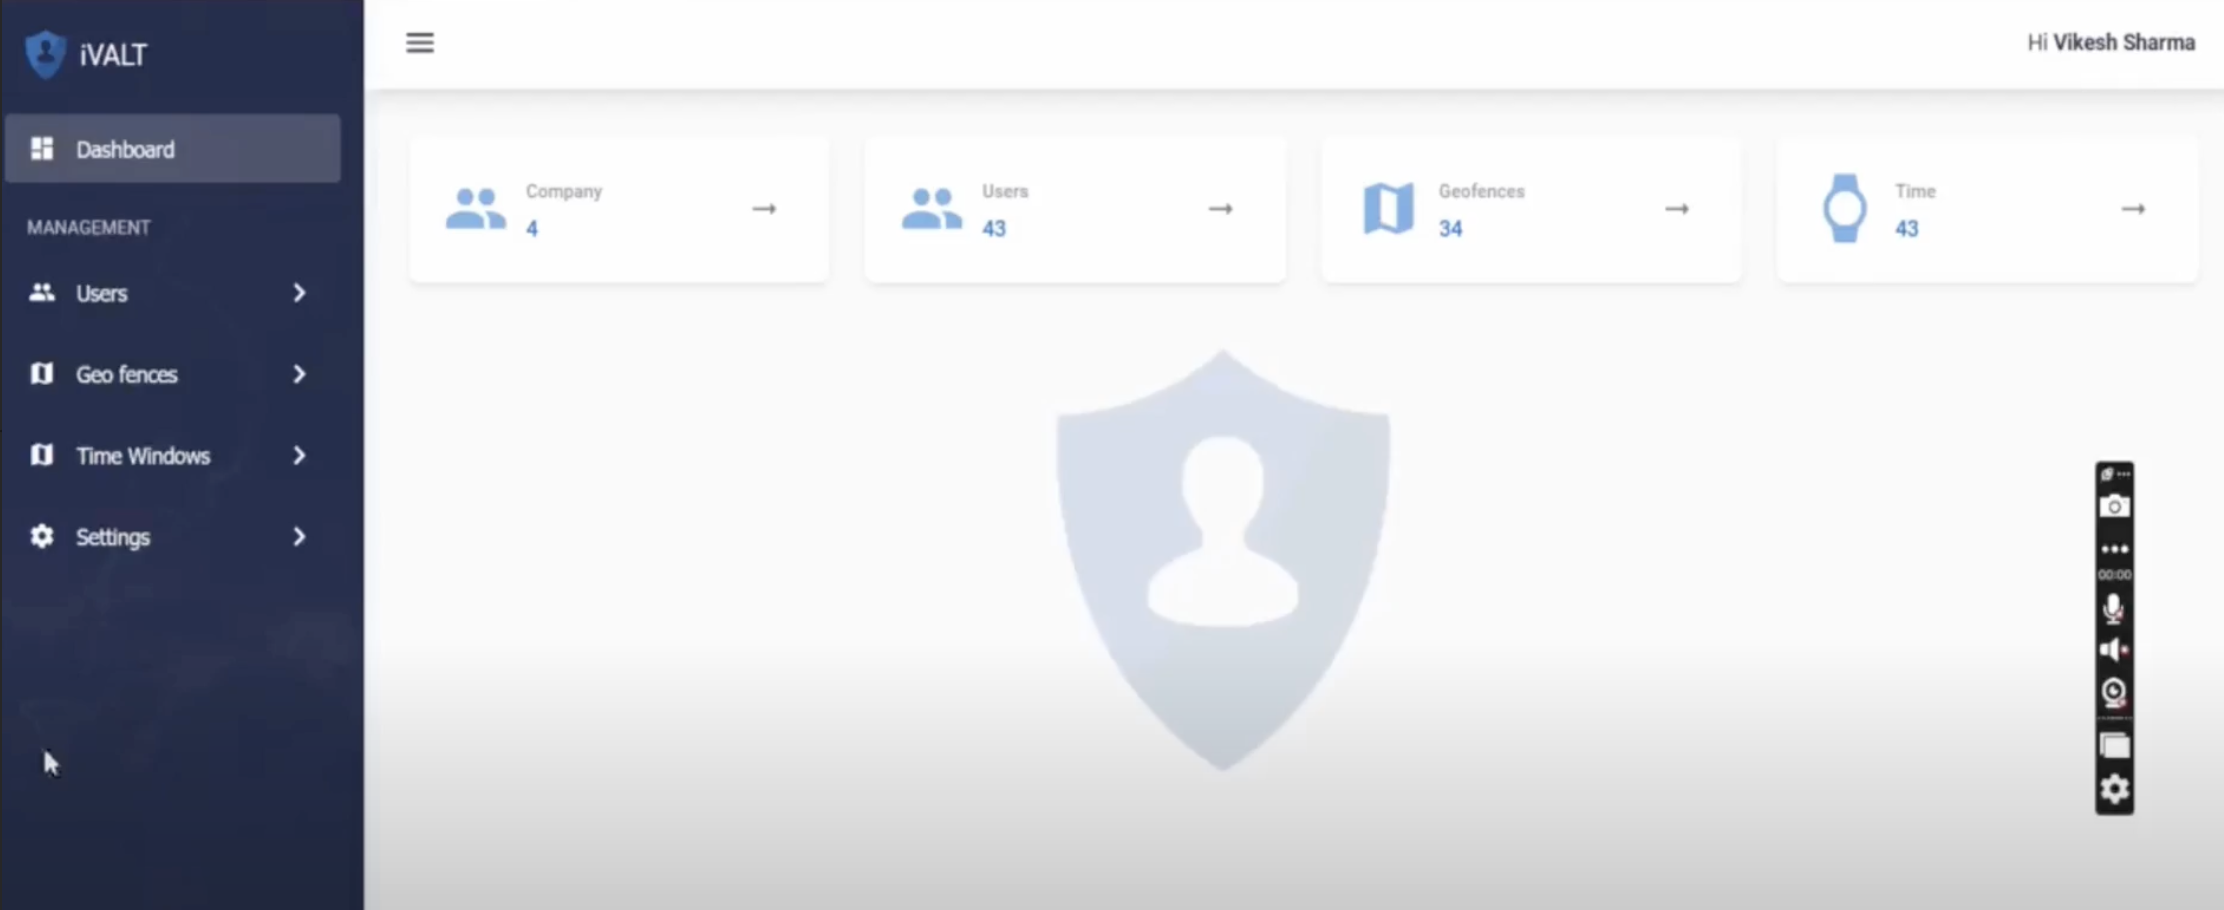 iVALT
Hi Vikesh Sharma
Dashboard
MANAGEMENT
Users
Geo fences
Time Windows
Settings
Company
4
Users
43
Geofences
34
Time
43
00:00